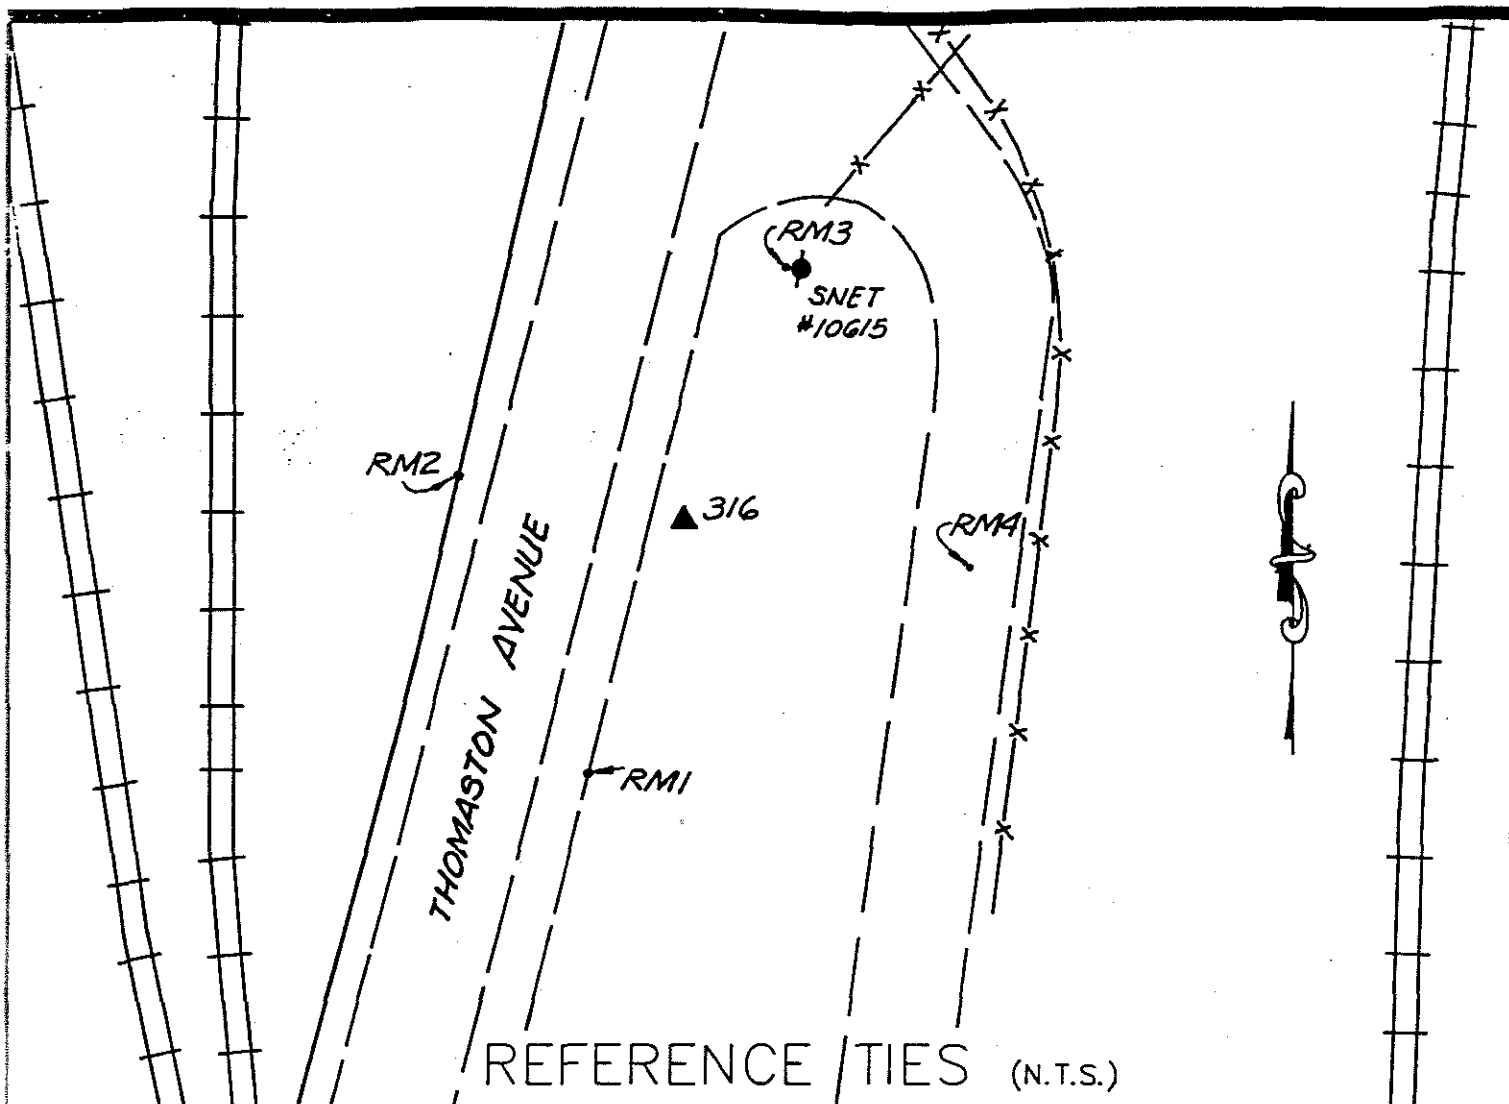 RM3
SNET
#10615
RM2
316
RM4
THOMASTON AVENUE
RM1
REFERENCE TIES (N.T.S.)